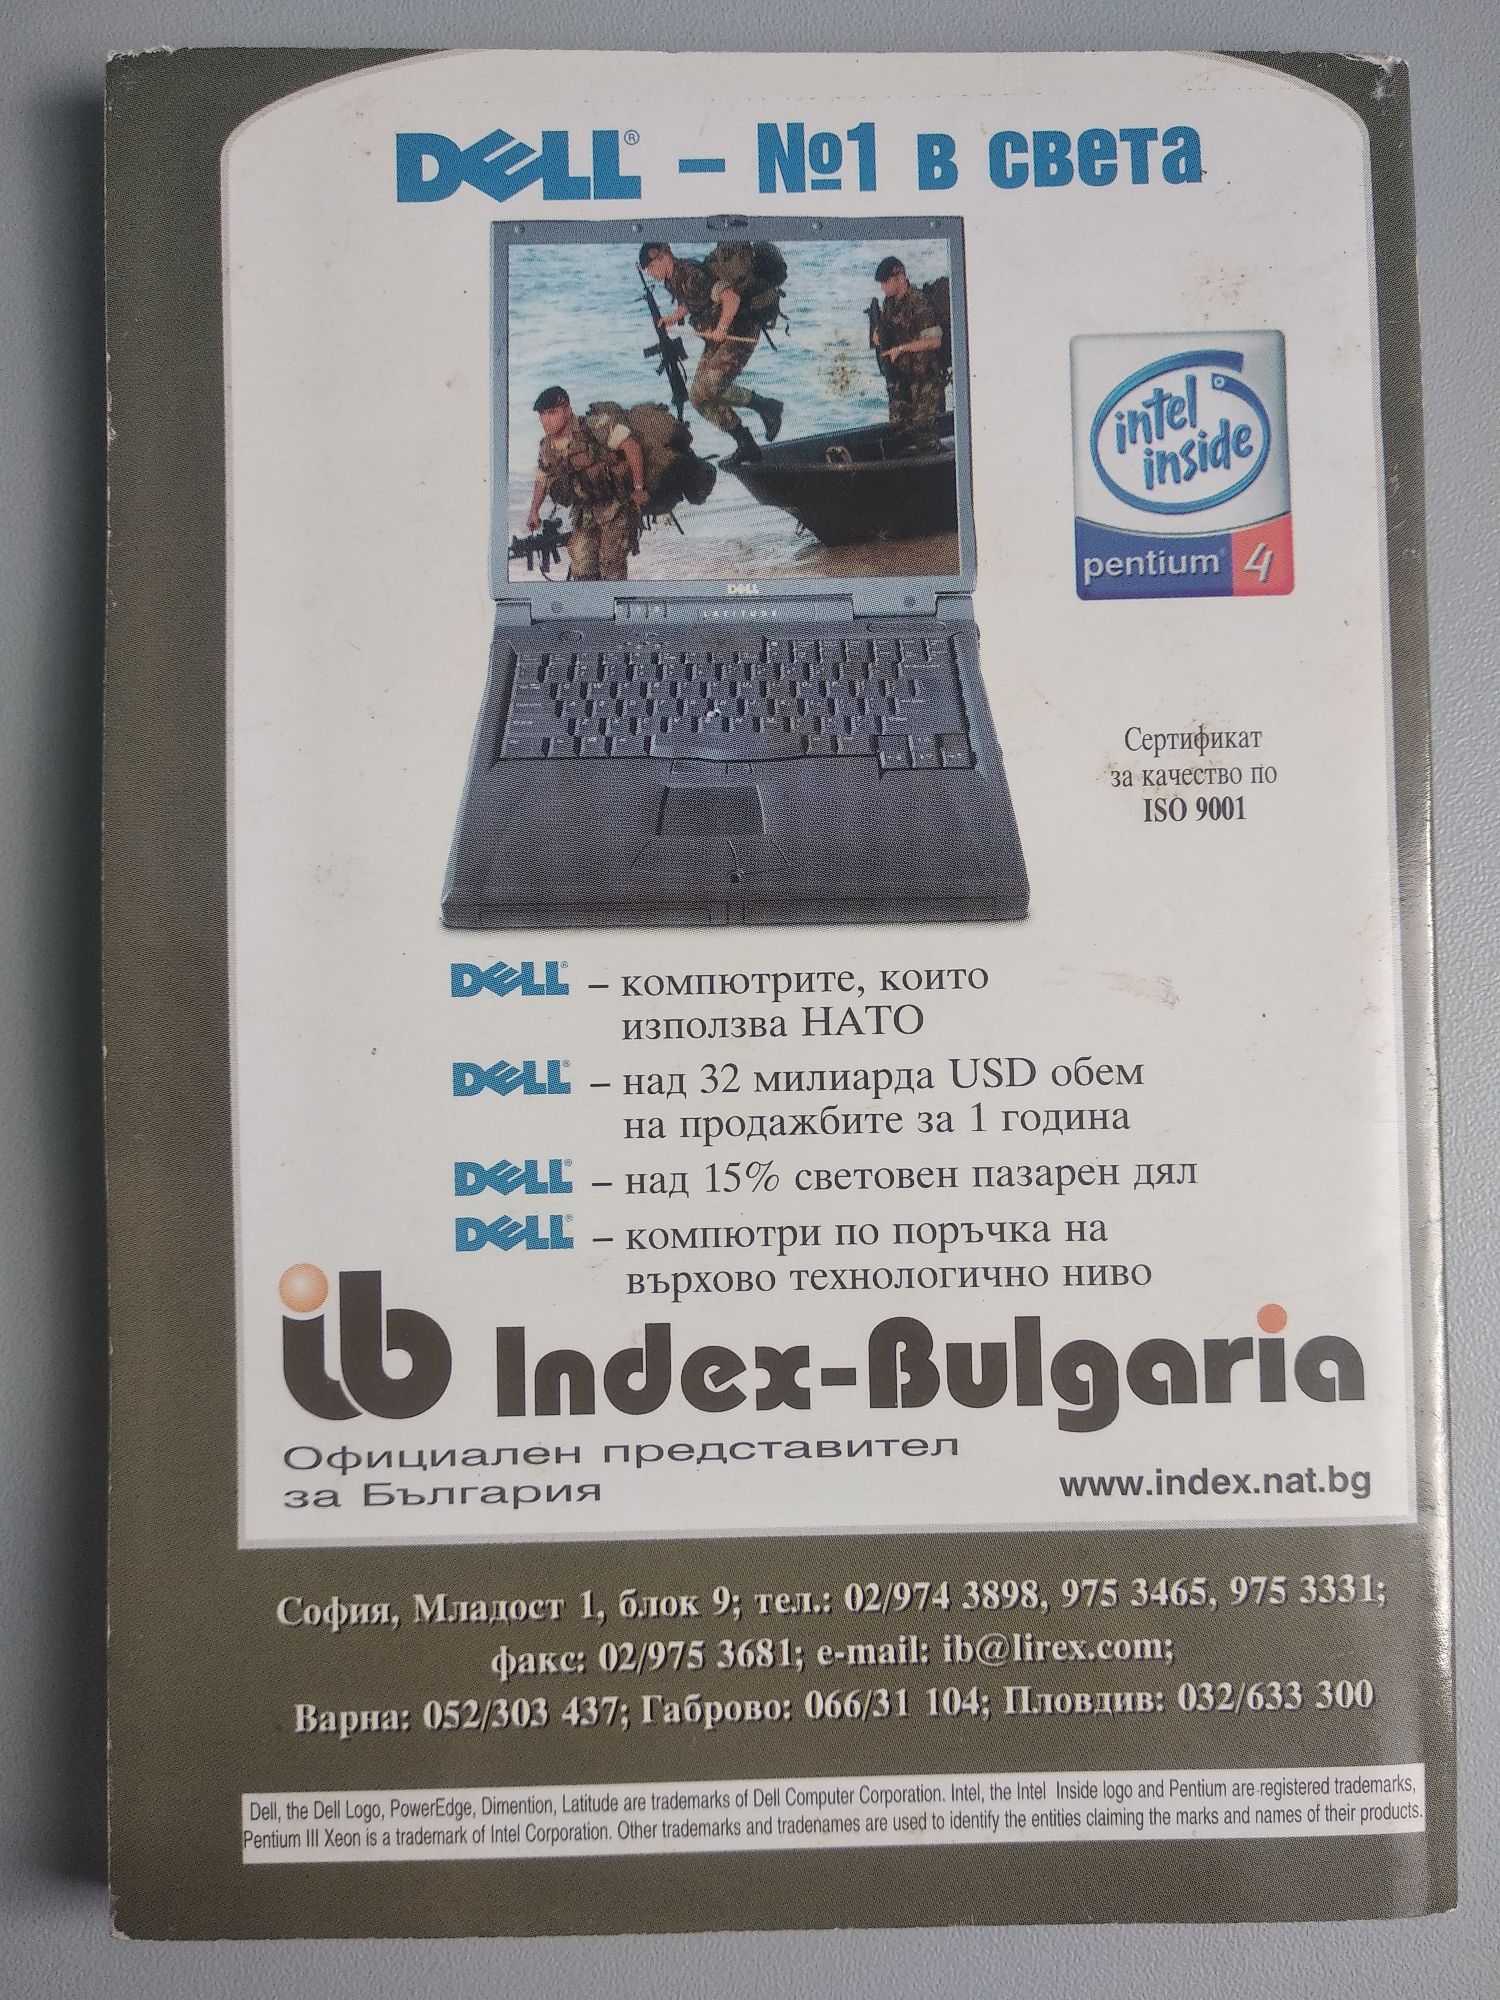 DELL® – №1 в света
intel
inside
pentium® 4
DELL
LATITUDE
Сертификат
за качество по
ISO 9001
DELL® – компютрите, които
използва НАТО
DELL® – над 32 милиарда USD обем
на продажбите за 1 година
DELL® – над 15% световен пазарен дял
DELL® – компютри по поръчка на
върхово технологично ниво
ib Index-Bulgaria
Официален представител
за България
www.index.nat.bg
София, Младост 1, блок 9; тел.: 02/974 3898, 975 3465, 975 3331;
факс: 02/975 3681; e-mail: ib@lirex.com;
Варна: 052/303 437; Габрово: 066/31 104; Пловдив: 032/633 300
Dell, the Dell Logo, PowerEdge, Dimention, Latitude are trademarks of Dell Computer Corporation. Intel, the Intel Inside logo and Pentium are registered trademarks,
Pentium III Xeon is a trademark of Intel Corporation. Other trademarks and tradenames are used to identify the entities claiming the marks and names of their products.